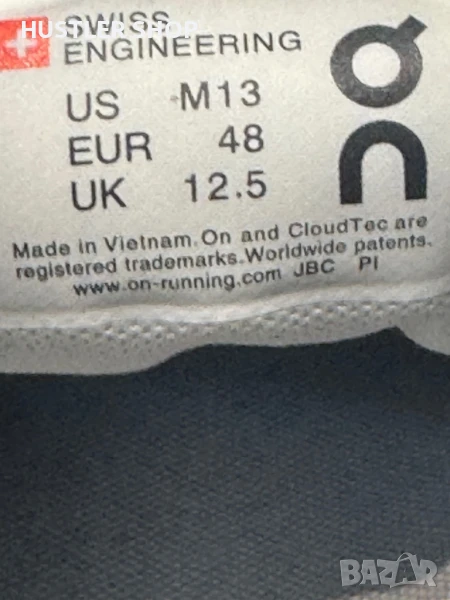 HUSTLER SHOP
SWISS
ENGINEERING
US M13
EUR 48
UK 12.5
on
Made in Vietnam. On and CloudTec are
registered trademarks. Worldwide patents.
www.on-running.com JBC PI
BAZAR